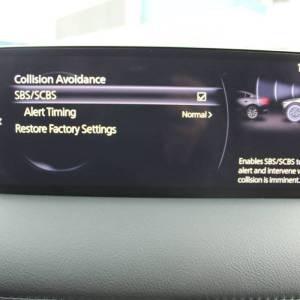 Collision Avoidance
SBS/SCBS
Alert Timing
Normal >
Restore Factory Settings
Enables SBS/SCBS to
alert and intervene
collision is imminent.